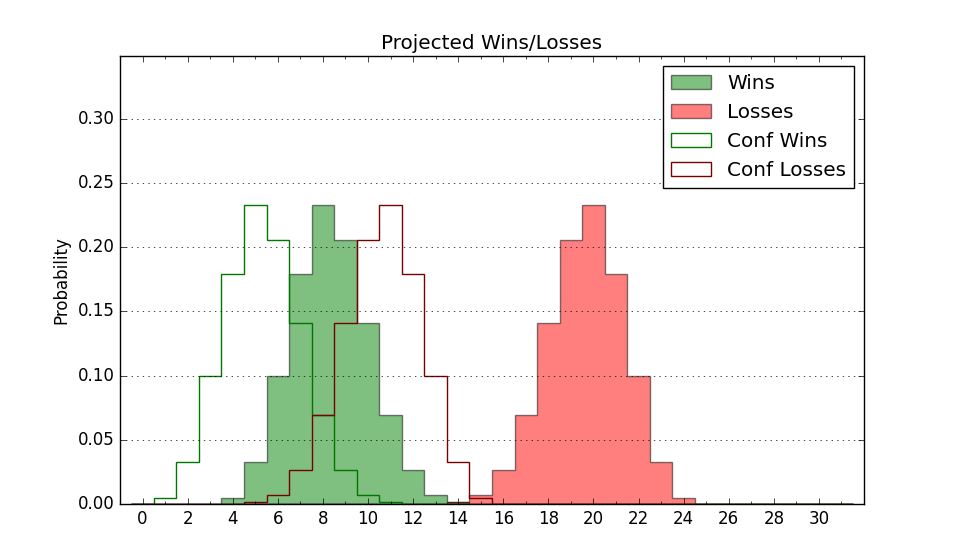 Projected Wins/Losses
Wins
Losses
Conf Wins
Conf Losses
Probability
0.30
0.25
0.20
0.15
0.10
0.05
0.00
0 2 4 6 8 10 12 14 16 18 20 22 24 26 28 30